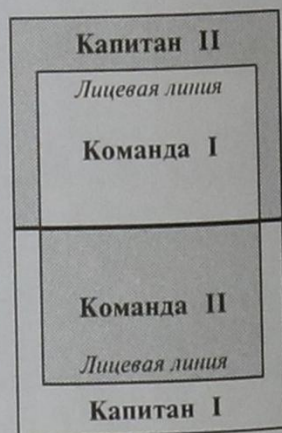 Капитан II
Лицевая линия
Команда I
Команда II
Лицевая линия
Капитан I